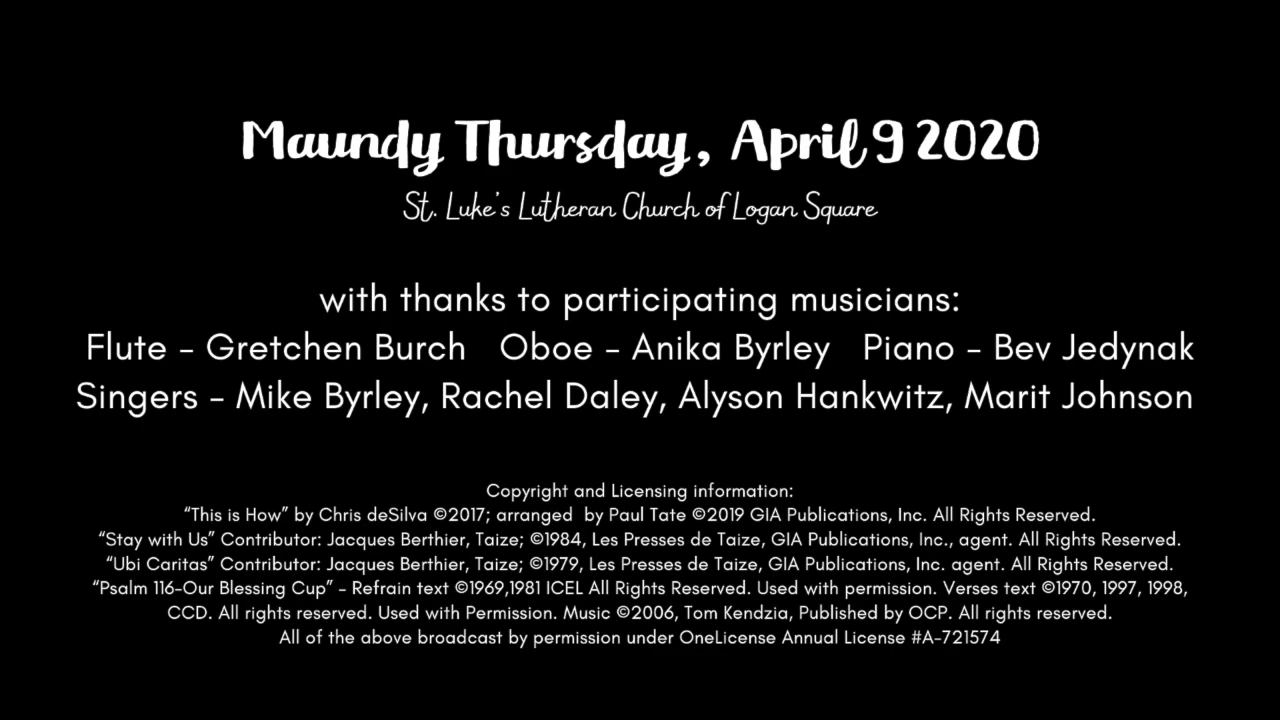 Maundy Thursday, April 9 2020
St. Luke's Lutheran Church of Logan Square
with thanks to participating musicians:
Flute - Gretchen Burch Oboe - Anika Byrley Piano - Bev Jedynak
Singers - Mike Byrley, Rachel Daley, Alyson Hankwitz, Marit Johnson
Copyright and Licensing information:
“This is How” by Chris deSilva ©2017; arranged by Paul Tate ©2019 GIA Publications, Inc. All Rights Reserved.
“Stay with Us” Contributor: Jacques Berthier, Taize; ©1984, Les Presses de Taize, GIA Publications, Inc., agent. All Rights Reserved.
“Ubi Caritas” Contributor: Jacques Berthier, Taize; ©1979, Les Presses de Taize, GIA Publications, Inc. agent. All Rights Reserved.
“Psalm 116-Our Blessing Cup” - Refrain text ©1969,1981 ICEL All Rights Reserved. Used with permission. Verses text ©1970, 1997, 1998,
CCD. All rights reserved. Used with Permission. Music ©2006, Tom Kendzia, Published by OCP. All rights reserved.
All of the above broadcast by permission under OneLicense Annual License #A-721574